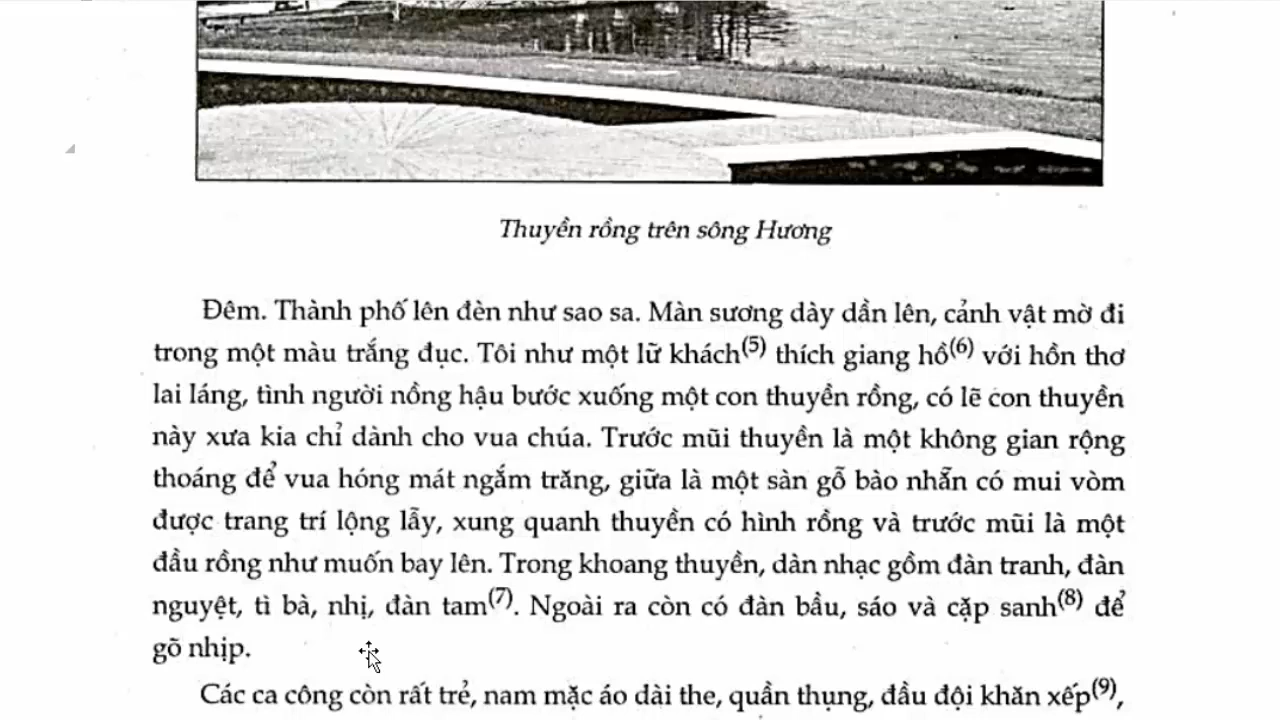 Thuyền rồng trên sông Hương
Đêm. Thành phố lên đèn như sao sa. Màn sương dày dần lên, cảnh vật mờ đi
trong một màu trắng đục. Tôi như một lữ khách(5) thích giang hồ(6) với hồn thơ
lai láng, tình người nồng hậu bước xuống một con thuyền rồng, có lẽ con thuyền
này xưa kia chỉ dành cho vua chúa. Trước mũi thuyền là một không gian rộng
thoáng để vua hóng mát ngắm trăng, giữa là một sàn gỗ bào nhẵn có mui vòm
được trang trí lộng lẫy, xung quanh thuyền có hình rồng và trước mũi là một
đầu rồng như muốn bay lên. Trong khoang thuyền, dàn nhạc gồm đàn tranh, đàn
nguyệt, tì bà, nhị, đàn tam(7). Ngoài ra còn có đàn bầu, sáo và cặp sanh(8) để
gõ nhịp.
Các ca công còn rất trẻ, nam mặc áo dài the, quần thụng, đầu đội khăn xếp(9),